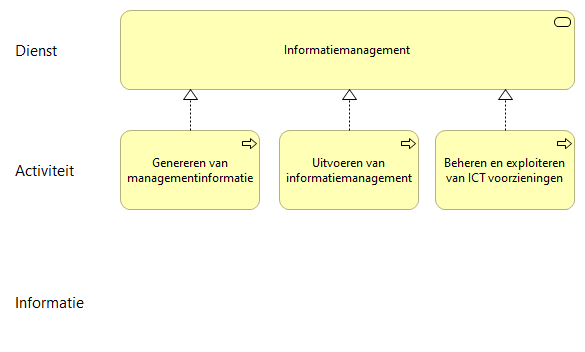 Dienst
Informatiemanagement
Activiteit
Genereren van
managementinformatie
Uitvoeren van
informatiemanagement
Beheren en exploiteren
van ICT voorzieningen
Informatie